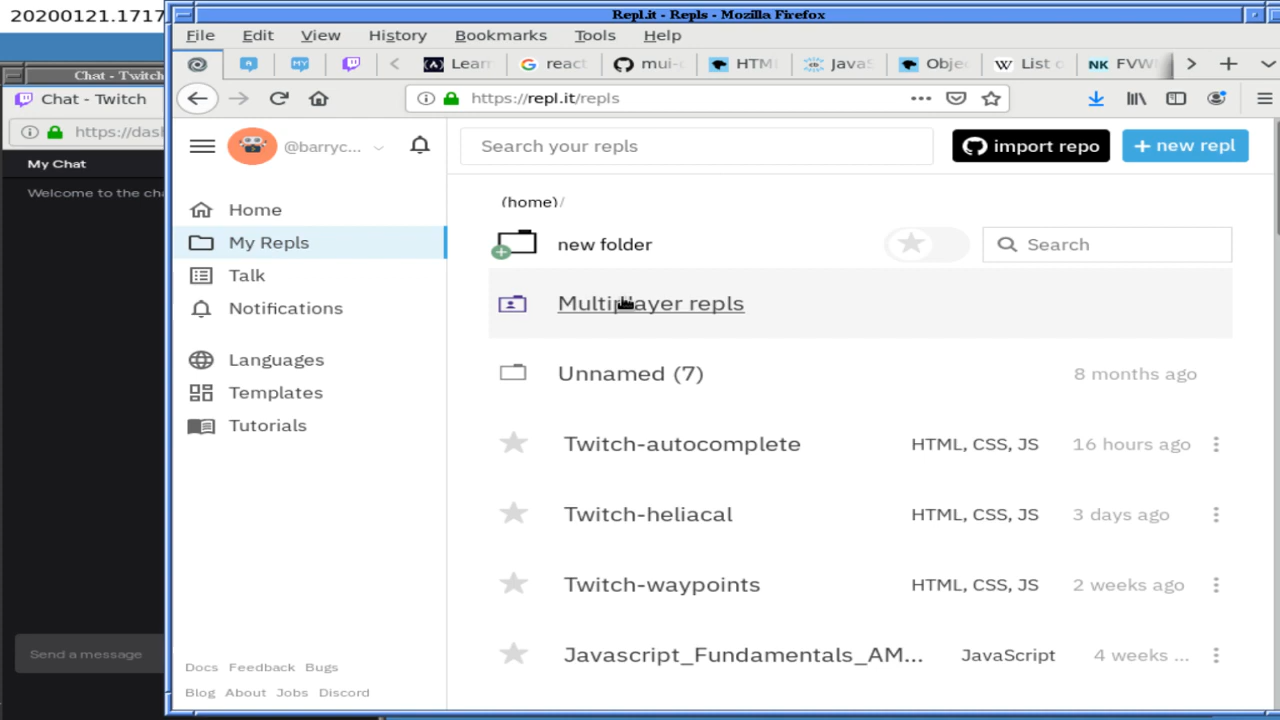 20200121.1717
Repl.it - Repls - Mozilla Firefox
File Edit View History Bookmarks Tools Help
Chat - Twitch
Lear react mui- HTM Java Obje W List NK FVW
Chat - Twitch
https://repl.it/repls
https://das
My Chat
@barryc...
Search your repls
import repo
+ new repl
Welcome to the cha
(home)/
Home
My Repls
new folder
Search
Talk
Multiplayer repls
Notifications
Languages
Unnamed (7) 8 months ago
Templates
Tutorials
Twitch-autocomplete HTML, CSS, JS 16 hours ago
Twitch-heliacal HTML, CSS, JS 3 days ago
Twitch-waypoints HTML, CSS, JS 2 weeks ago
Send a message
Javascript_Fundamentals_AM... JavaScript 4 weeks ...
Docs Feedback Bugs
Blog About Jobs Discord